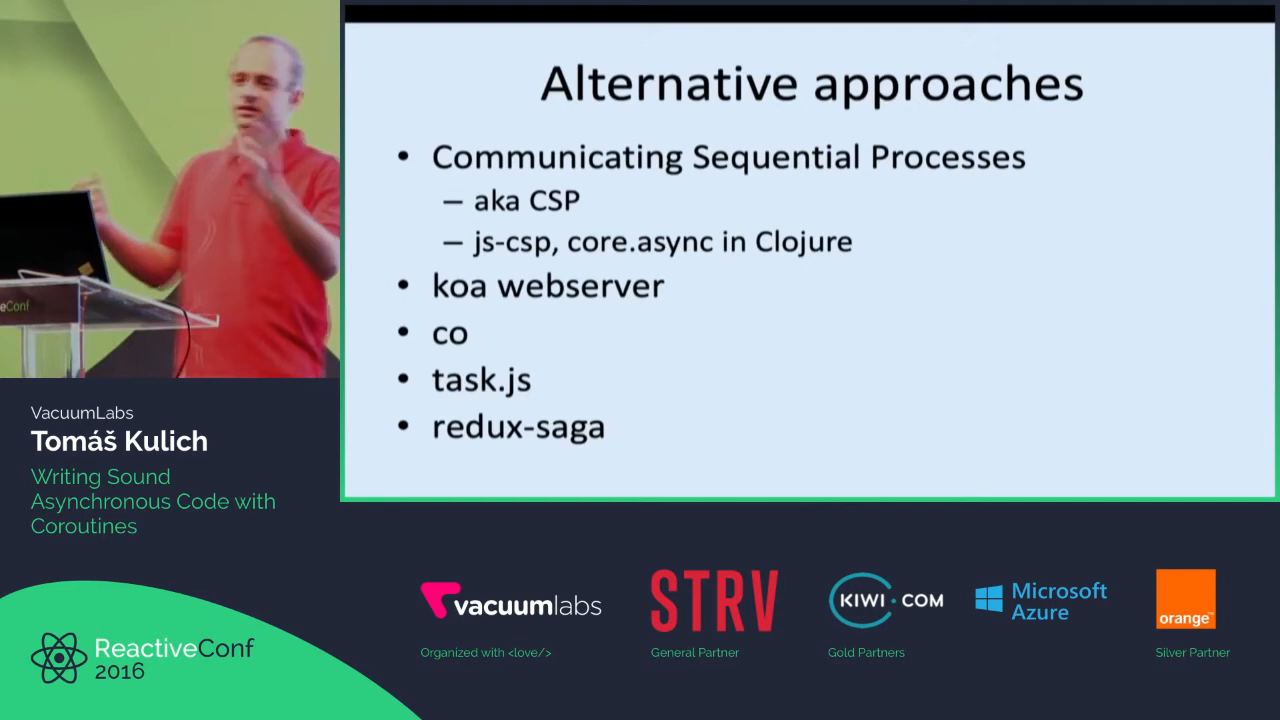 Alternative approaches
• Communicating Sequential Processes
– aka CSP
– js-csp, core.async in Clojure
• koa webserver
• co
• task.js
• redux-saga
eConf
VacuumLabs
Tomáš Kulich
Writing Sound
Asynchronous Code with
Coroutines
ReactiveConf
2016
vacuumlabs
Organized with <love/>
STRV
General Partner
KIWI.COM
Gold Partners
Microsoft
Azure
orange™
Silver Partner